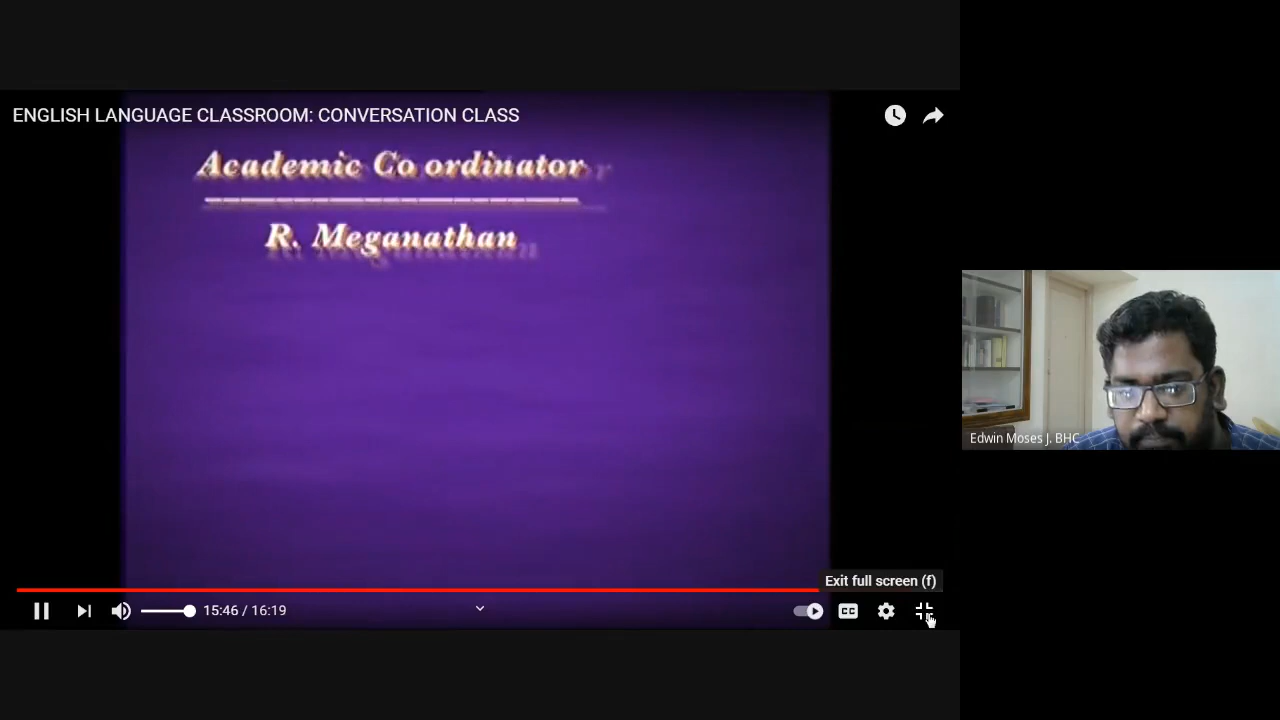 ENGLISH LANGUAGE CLASSROOM: CONVERSATION CLASS
Academic Co ordinator
R. Meganathan
Edwin Moses J. BHC
Exit full screen (f)
15:46 / 16:19
CC